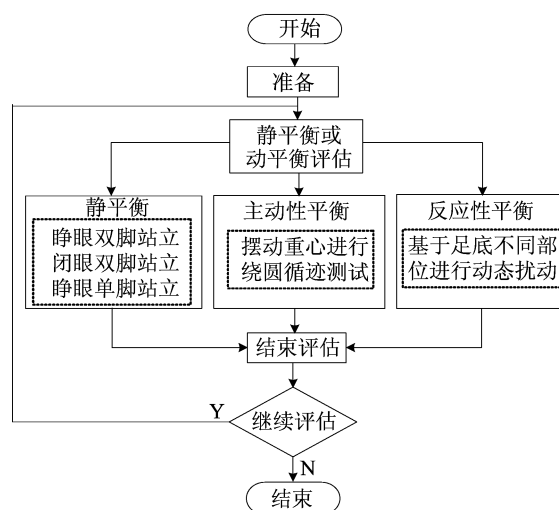 开始
准备
静平衡或
动平衡评估
静平衡
睁眼双脚站立
闭眼双脚站立
睁眼单脚站立
主动性平衡
摆动重心进行
绕圆循迹测试
反应性平衡
基于足底不同部
位进行动态扰动
结束评估
Y
继续评估
N
结束